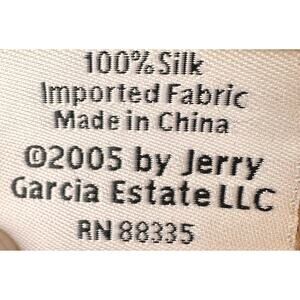 100% Silk
Imported Fabric
Made in China
©2005 by Jerry
Garcia Estate LLC
RN 88335